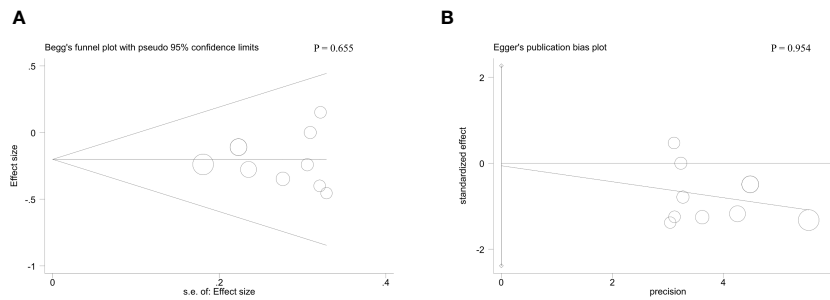 A
B
Begg's funnel plot with pseudo 95% confidence limits
P = 0.655
Egger's publication bias plot
P = 0.954
.5
0
-.5
-1
Effect size
0
.2
.4
s.e. of: Effect size
2
0
-2
standardized effect
0
2
4
precision